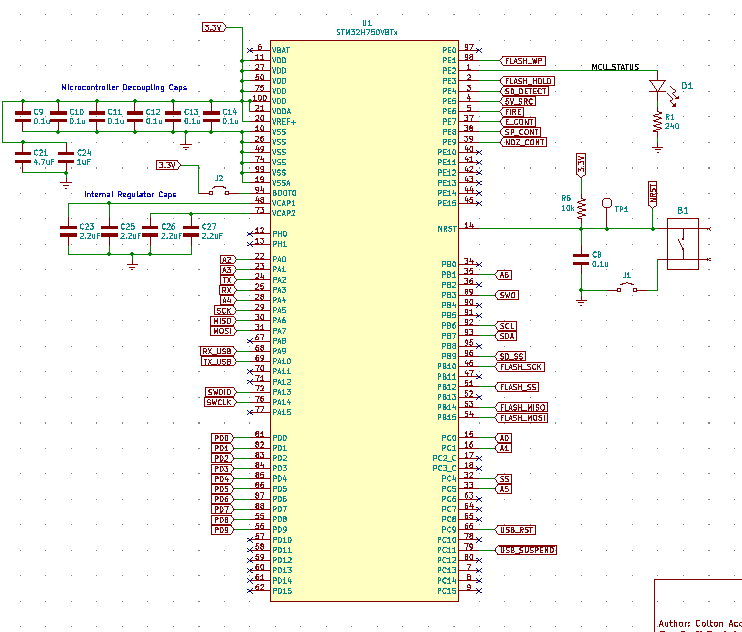 U1
STM32H750VBTx
3.3V
6 VBAT
11 VDD
27 VDD
50 VDD
75 VDD
100 VDD
21 VDDA
20 VREF+
10 VSS
26 VSS
49 VSS
74 VSS
99 VSS
19 VSSA
94 BOOT0
48 VCAP1
73 VCAP2
12 PH0
13 PH1
A2 22 PA0
A3 23 PA1
TX 24 PA2
RX 25 PA3
A4 28 PA4
SCK 29 PA5
MISO 30 PA6
MOSI 31 PA7
67 PA8
RX_USB 68 PA9
TX_USB 69 PA10
70 PA11
71 PA12
SWDIO 72 PA13
SWCLK 76 PA14
77 PA15
PD0 81 PD0
PD1 82 PD1
PD2 83 PD2
PD3 84 PD3
PD4 85 PD4
PD5 86 PD5
PD6 87 PD6
PD7 88 PD7
PD8 55 PD8
PD9 56 PD9
57 PD10
58 PD11
59 PD12
60 PD13
61 PD14
62 PD15
Microcontroller Decoupling Caps
C9 C10 C11 C12 C13 C14
0.1u 0.1u 0.1u 0.1u 0.1u 0.1u
C21 C24
4.7uF 1uF
3.3V
J2
Internal Regulator Caps
C23 C25 C26 C27
2.2uF 2.2uF 2.2uF 2.2uF
PE0 97
PE1 98 FLASH_WP
PE2 1 MCU_STATUS
PE3 2 FLASH_HOLD
PE4 3 SD_DETECT
PE5 4 5V_SRC
PE6 5 FIRE
PE7 37 E_CONT
PE8 38 SP_CONT
PE9 39 NOZ_CONT
PE10 40
PE11 41
PE12 42
PE13 43
PE14 44
PE15 45
NRST 14
PB0 34
PB1 35 A6
PB2 36
PB3 89 SWO
PB4 90
PB5 91
PB6 92 SCL
PB7 93 SDA
PB8 95
PB9 96 SD_SS
PB10 46 FLASH_SCK
PB11 47
PB12 51 FLASH_SS
PB13 52
PB14 53 FLASH_MISO
PB15 54 FLASH_MOSI
PC0 15 A0
PC1 16 A1
PC2_C 17
PC3_C 18
PC4 32 SS
PC5 33 A5
PC6 63
PC7 64
PC8 65
PC9 66 USB_RST
PC10 78
PC11 79 USB_SUSPEND
PC12 80
PC13 7
PC14 8
PC15 9
D1
R1
240
3.3V
R6
10k
TP1
NRST
B1
C8
0.1u
J1
Author: Colton Acc